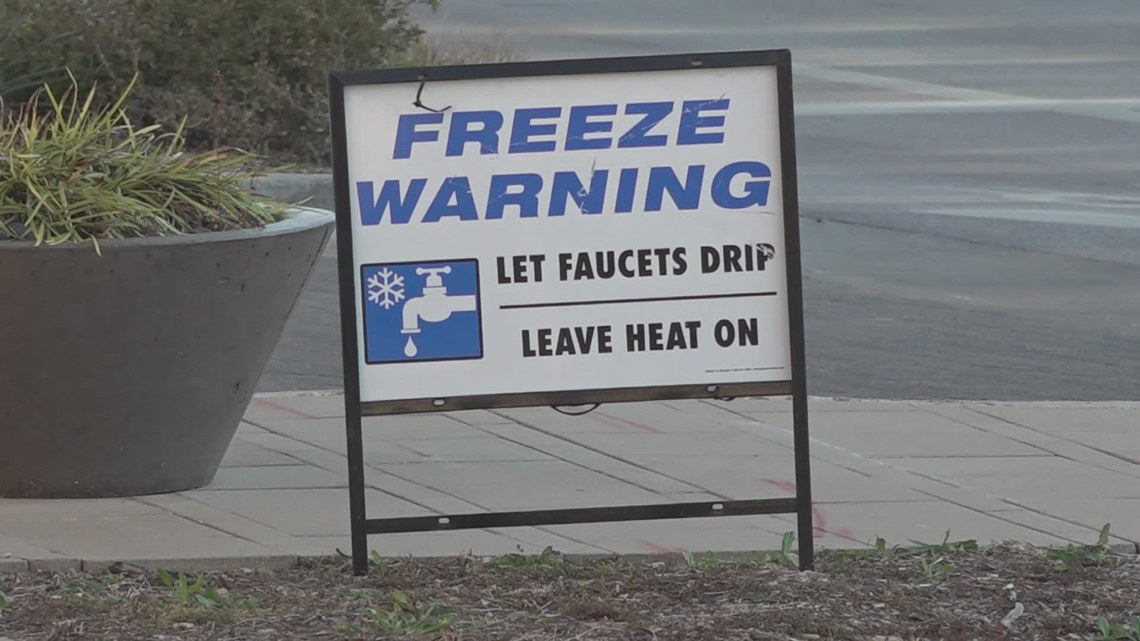 FREEZE
WARNING
LET FAUCETS DRIP
LEAVE HEAT ON